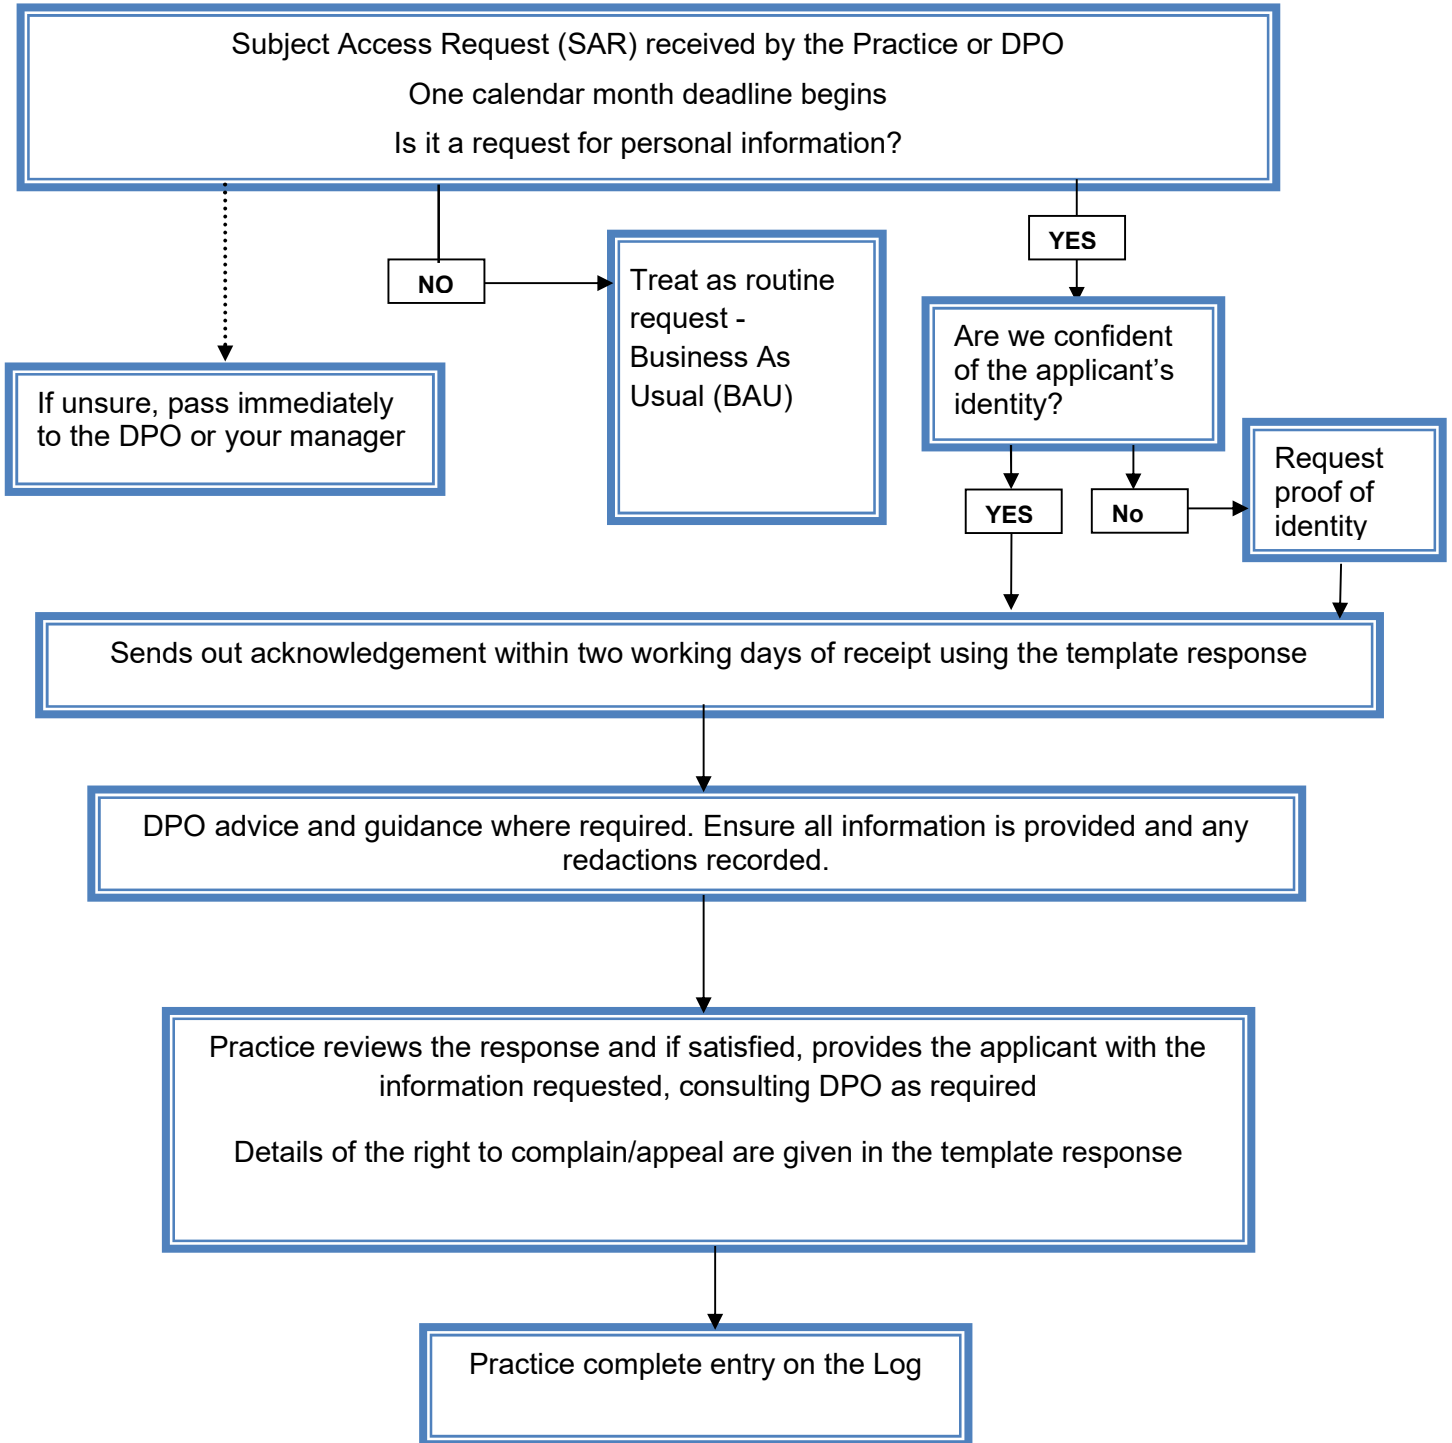 Subject Access Request (SAR) received by the Practice or DPO
One calendar month deadline begins
Is it a request for personal information?
YES
NO
Treat as routine
request -
Business As
Usual (BAU)
Are we confident
of the applicant’s
identity?
If unsure, pass immediately
to the DPO or your manager
Request
proof of
identity
YES
No
Sends out acknowledgement within two working days of receipt using the template response
DPO advice and guidance where required. Ensure all information is provided and any
redactions recorded.
Practice reviews the response and if satisfied, provides the applicant with the
information requested, consulting DPO as required
Details of the right to complain/appeal are given in the template response
Practice complete entry on the Log